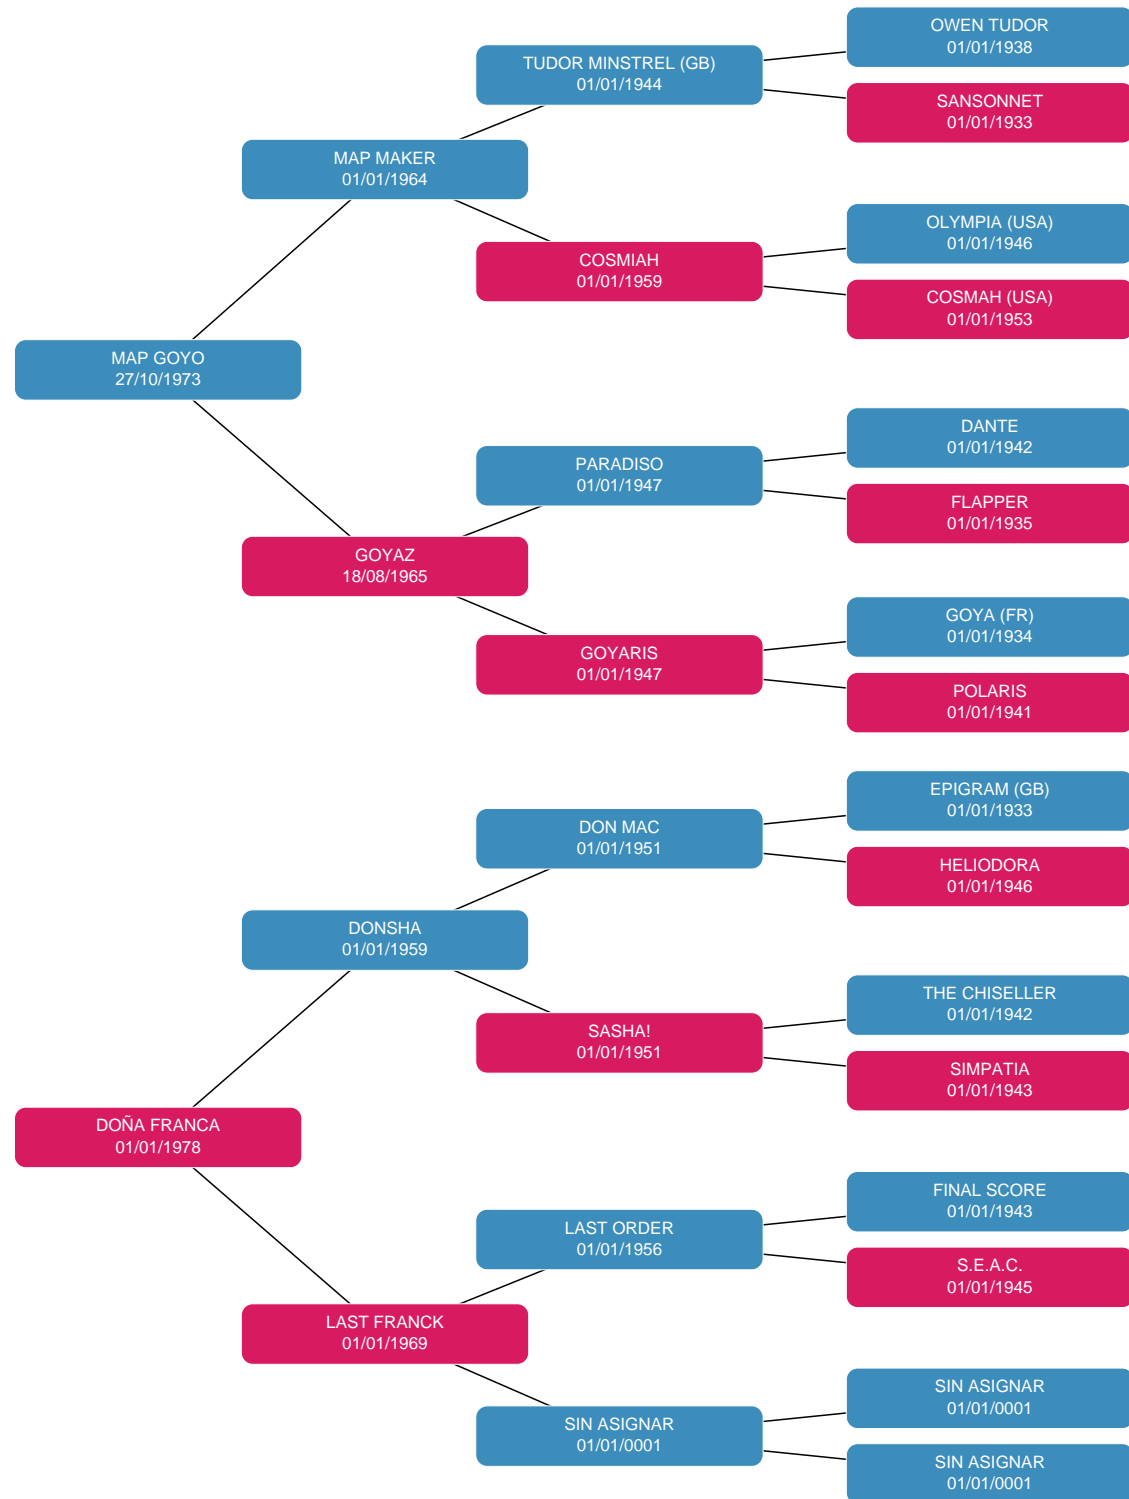 OWEN TUDOR
01/01/1938
TUDOR MINSTREL (GB)
01/01/1944
SANSONNET
01/01/1933
MAP MAKER
01/01/1964
OLYMPIA (USA)
01/01/1946
COSMIAH
01/01/1959
COSMAH (USA)
01/01/1953
MAP GOYO
27/10/1973
DANTE
01/01/1942
PARADISO
01/01/1947
FLAPPER
01/01/1935
GOYAZ
18/08/1965
GOYA (FR)
01/01/1934
GOYARIS
01/01/1947
POLARIS
01/01/1941
EPIGRAM (GB)
01/01/1933
DON MAC
01/01/1951
HELIODORA
01/01/1946
DONSHA
01/01/1959
THE CHISELLER
01/01/1942
SASHA!
01/01/1951
SIMPATIA
01/01/1943
DOÑA FRANCA
01/01/1978
FINAL SCORE
01/01/1943
LAST ORDER
01/01/1956
S.E.A.C.
01/01/1945
LAST FRANCK
01/01/1969
SIN ASIGNAR
01/01/0001
SIN ASIGNAR
01/01/0001
SIN ASIGNAR
01/01/0001